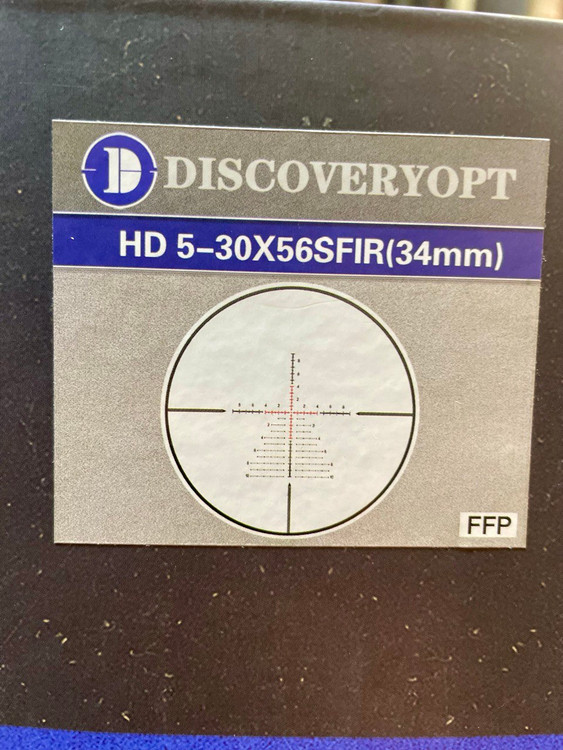 D DISCOVERYOPT
HD 5-30X56SFIR(34mm)
FFP